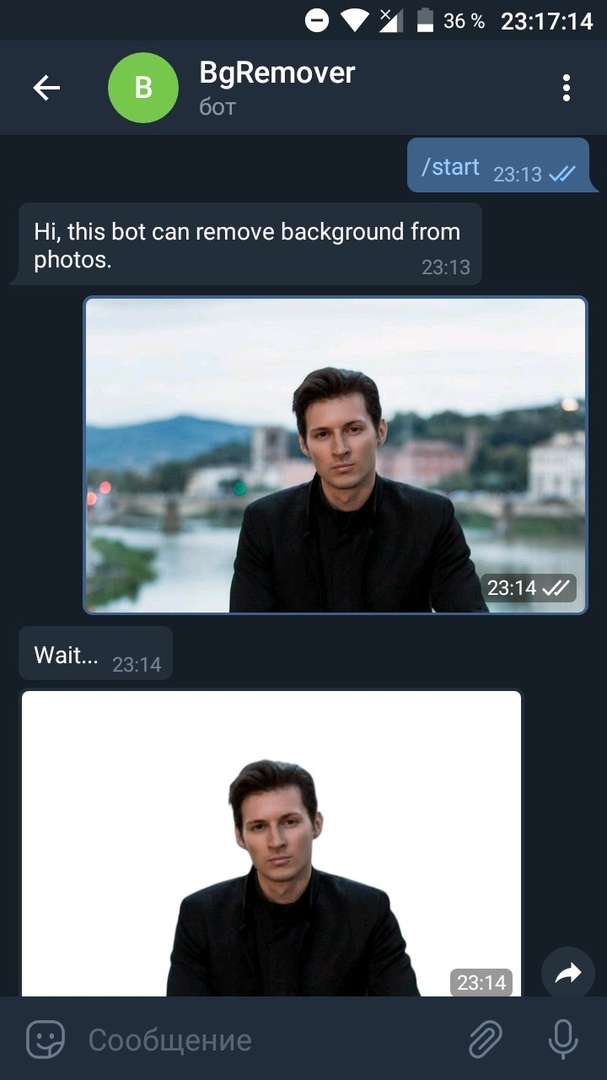 36 % 23:17:14
B
BgRemover
бот
/start 23:13
Hi, this bot can remove background from
photos. 23:13
23:14
Wait... 23:14
23:14
Сообщение